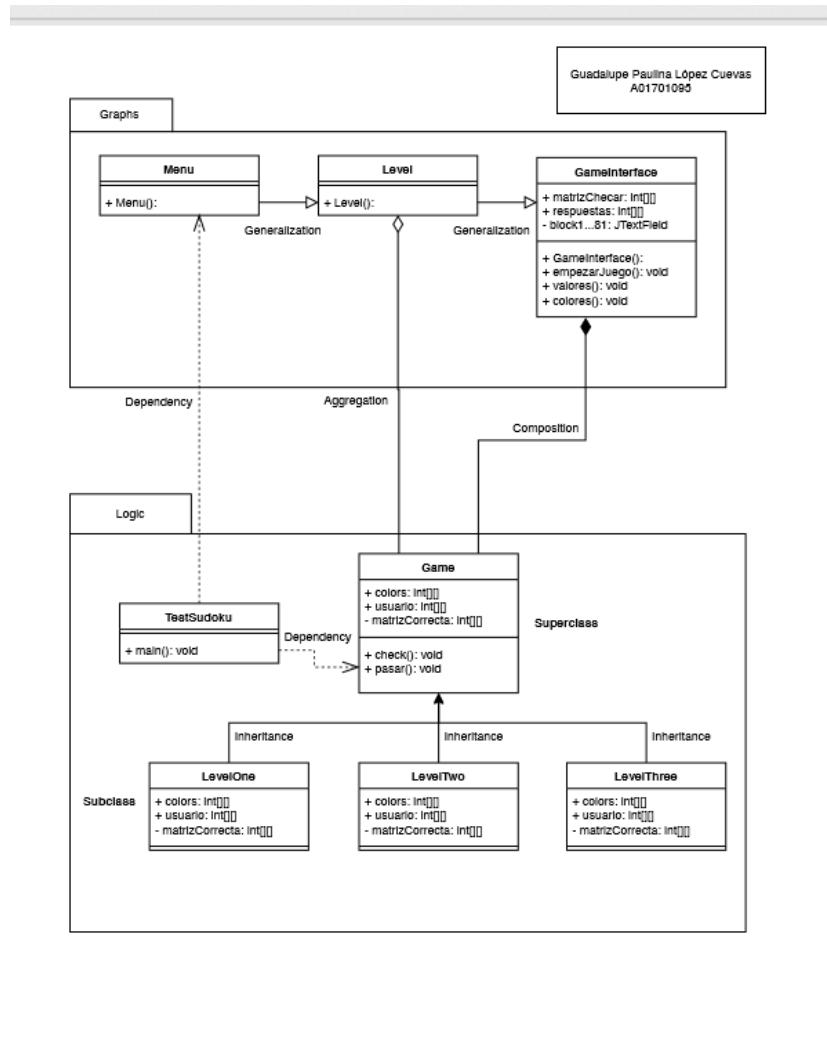 Guadalupe Paulina López Cuevas
A01701095
Graphs
Menu
+ Menu():
Generalization
Level
+ Level():
Generalization
GameInterface
+ matrizChecar: Int[][]
+ respuestas: Int[][]
- block1...81: JTextField
+ GameInterface():
+ empezarJuego(): void
+ valores(): void
+ colores(): void
Dependency
Aggregation
Composition
Logic
TestSudoku
+ main(): void
Dependency
Game
+ colors: Int[][]
+ usuario: Int[][]
- matrizCorrecta: Int[][]
+ check(): void
+ pasar(): void
Superclass
Inheritance
Inheritance
Inheritance
Subclass
LevelOne
+ colors: Int[][]
+ usuario: Int[][]
- matrizCorrecta: Int[][]
LevelTwo
+ colors: Int[][]
+ usuario: Int[][]
- matrizCorrecta: Int[][]
LevelThree
+ colors: Int[][]
+ usuario: Int[][]
- matrizCorrecta: Int[][]